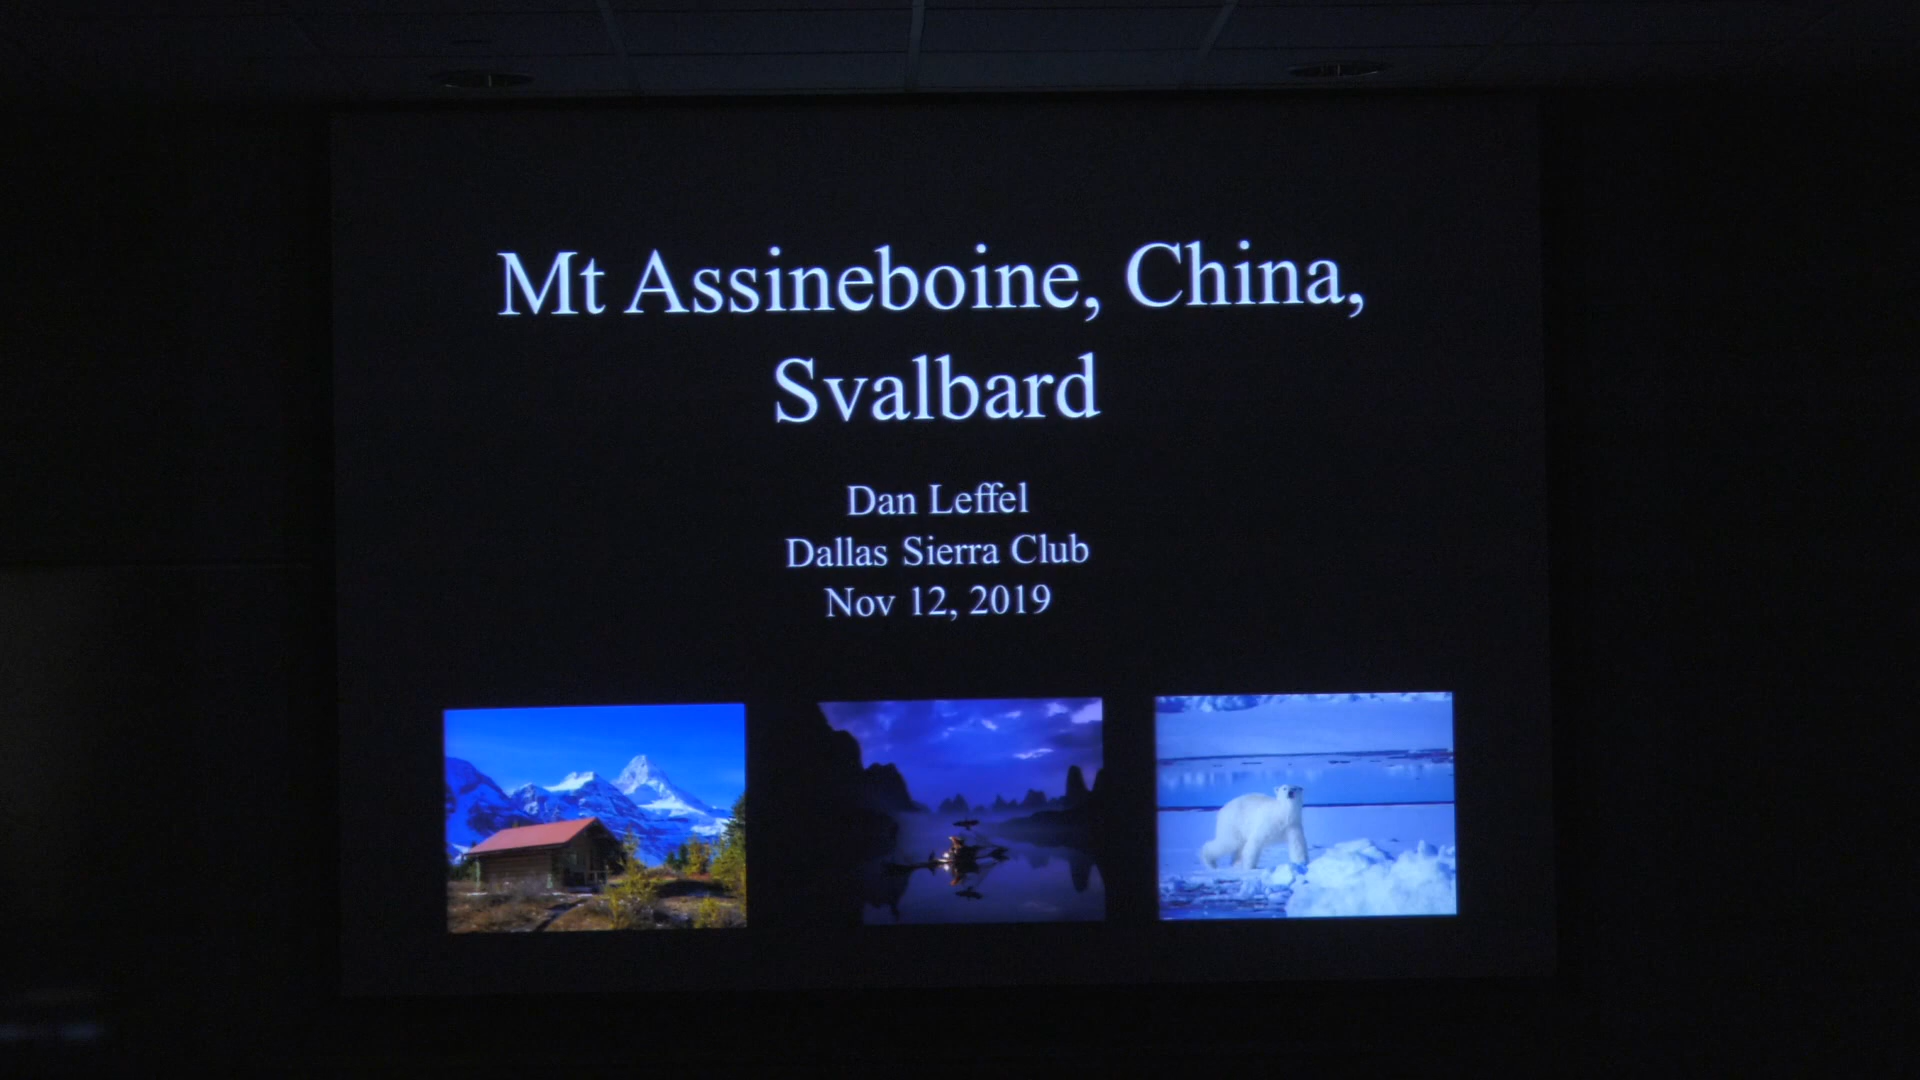 Mt Assineboine, China,
Svalbard
Dan Leffel
Dallas Sierra Club
Nov 12, 2019